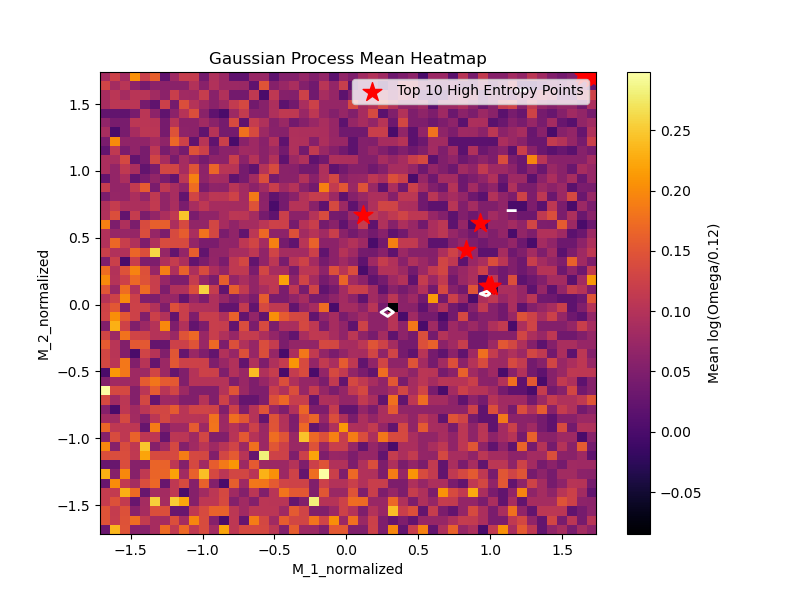 Gaussian Process Mean Heatmap
Top 10 High Entropy Points
M_2_normalized
1.5
1.0
0.5
0.0
−0.5
−1.0
−1.5
−1.5 −1.0 −0.5 0.0 0.5 1.0 1.5
M_1_normalized
0.25
0.20
0.15
0.10
0.05
0.00
−0.05
Mean log(Omega/0.12)